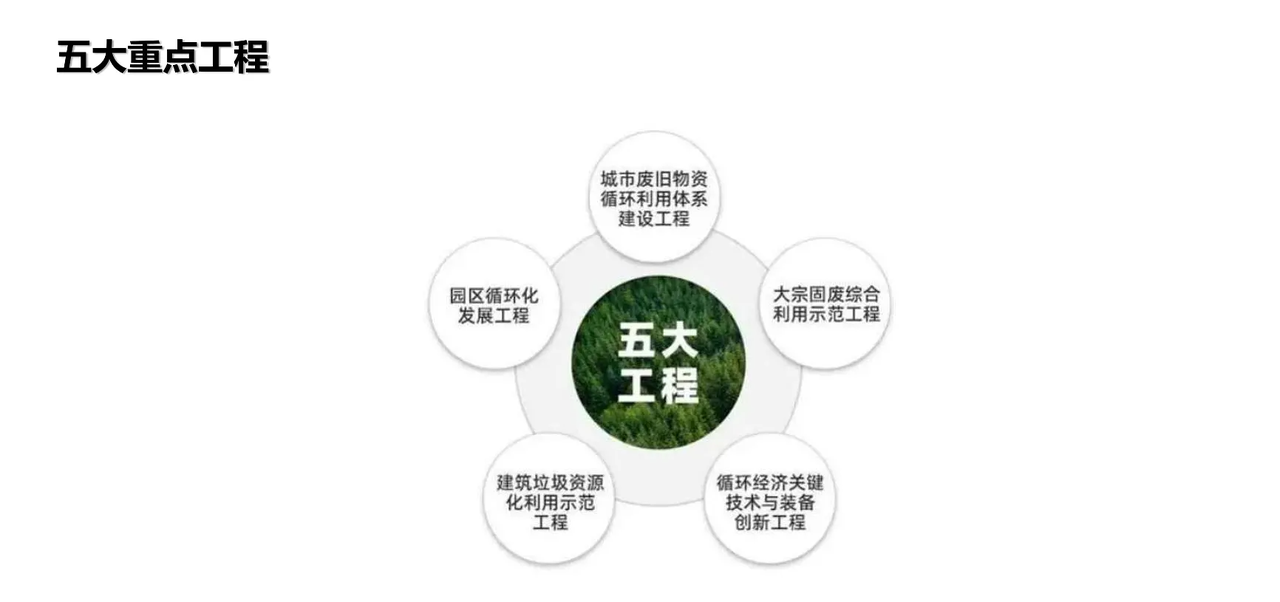 五大重点工程
城市废旧物资
循环利用体系
建设工程
园区循环化
发展工程
大宗固废综合
利用示范工程
五大
工程
建筑垃圾资源
化利用示范
工程
循环经济关键
技术与装备
创新工程